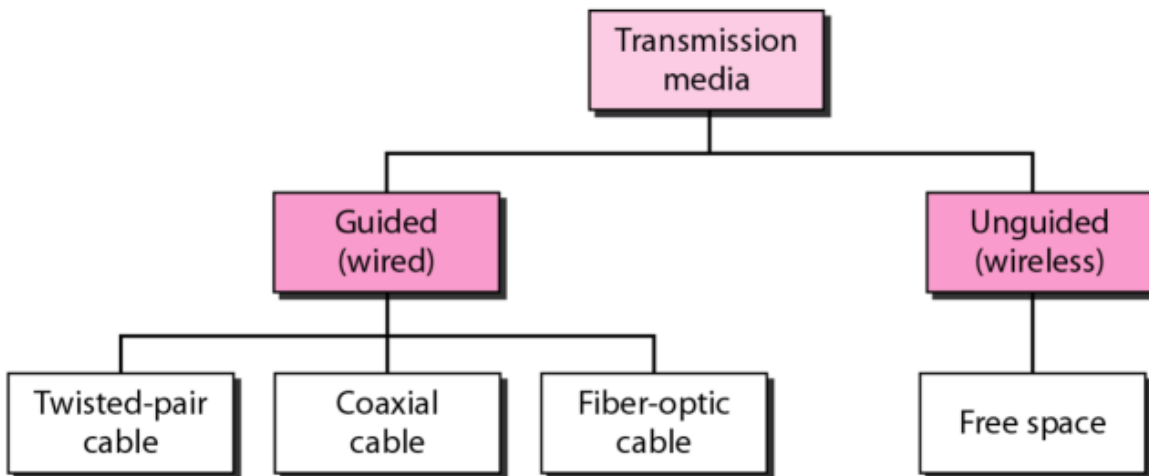 Transmission
media
Guided
(wired)
Unguided
(wireless)
Twisted-pair
cable
Coaxial
cable
Fiber-optic
cable
Free space